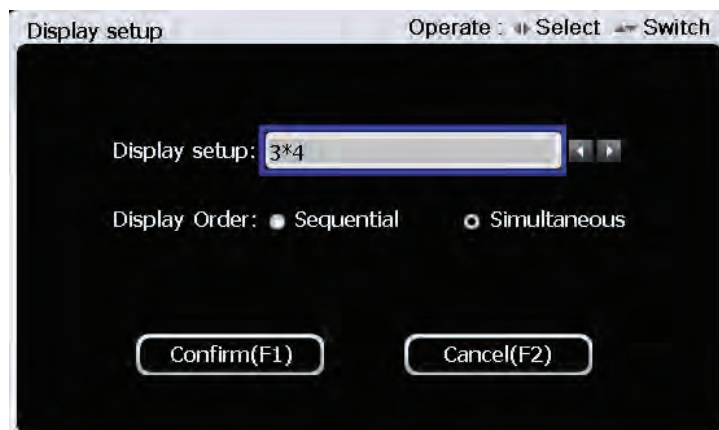 Display setup Operate : Select Switch
Display setup: 3*4
Display Order: Sequential Simultaneous
Confirm(F1) Cancel(F2)